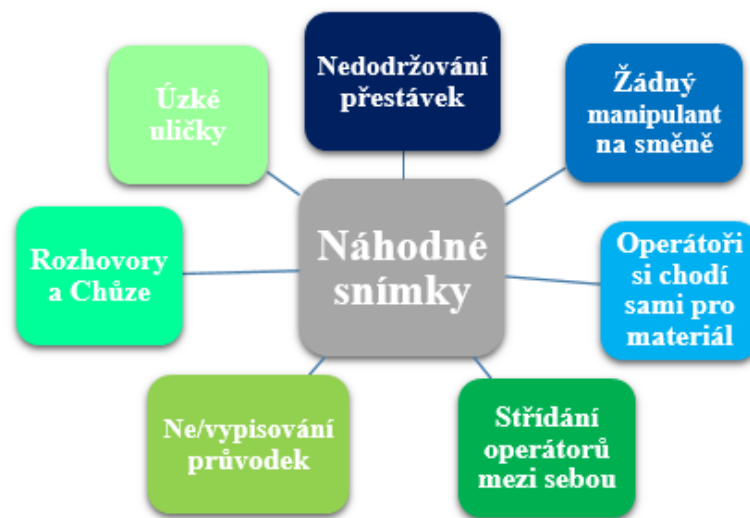 Nedodržování
přestávek
Úzké
uličky
Žádný
manipulant
na směně
Náhodné
snímky
Rozhovory
a Chůze
Operátoři
si chodí
sami pro
materiál
Ne/vypisování
průvodek
Střídání
operátorů
mezi sebou